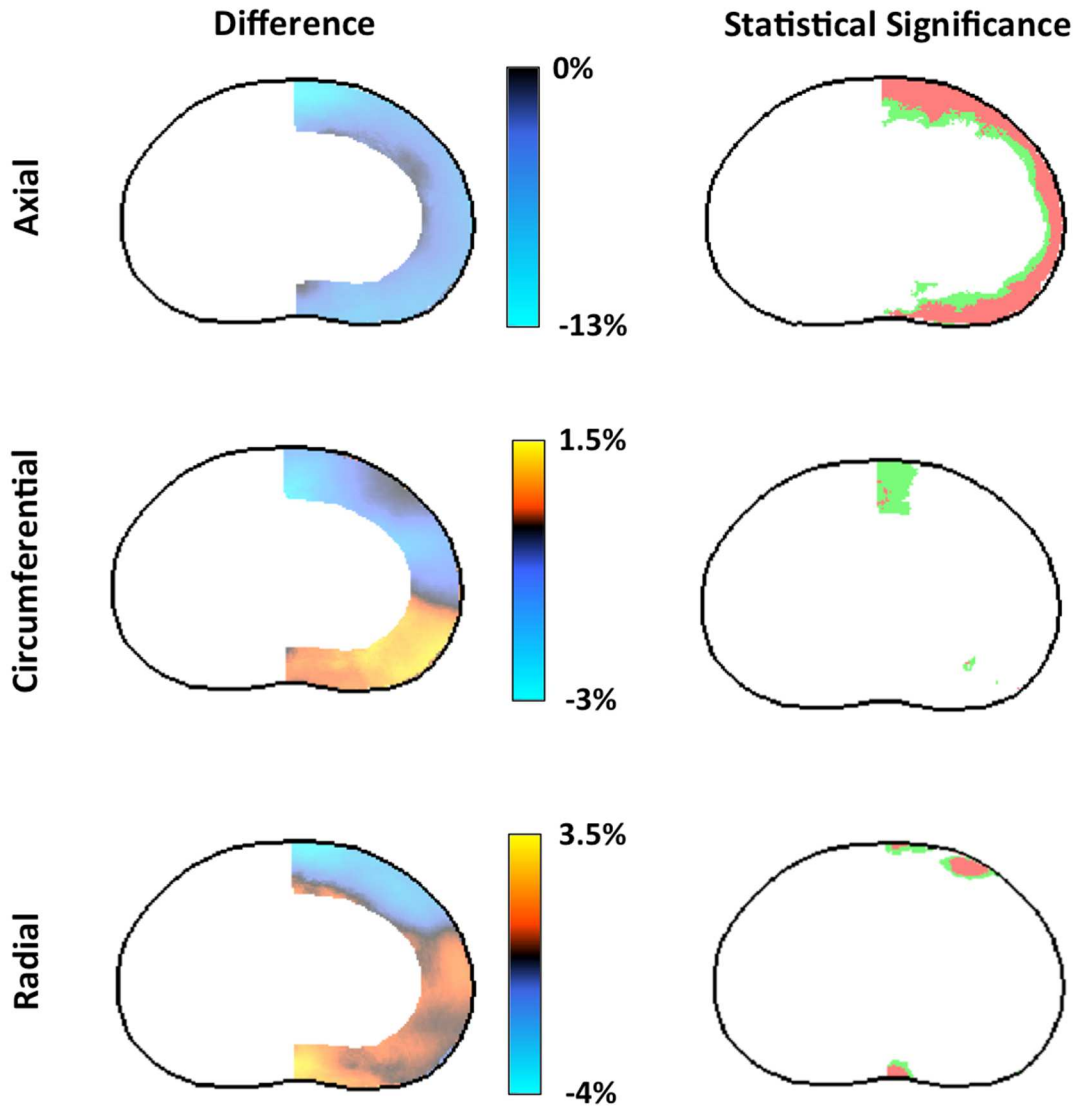 Difference
Statistical Significance
Axial
0%
-13%
Circumferential
1.5%
-3%
Radial
3.5%
-4%